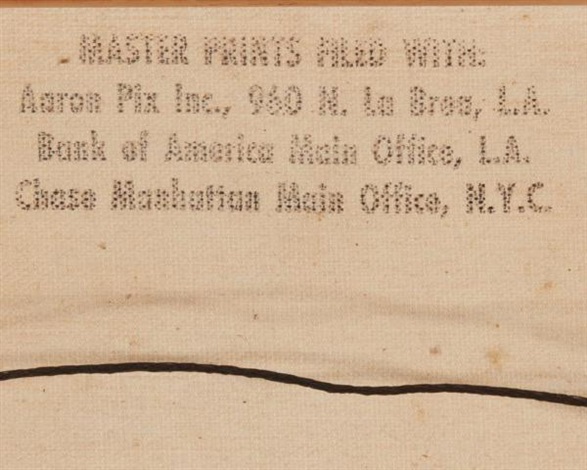 MASTER PRINTS FILED WITH:
Aaron Pix Inc., 960 N. La Brea, L.A.
Bank of America Main Office, L.A.
Chase Manhattan Main Office, N.Y.C.